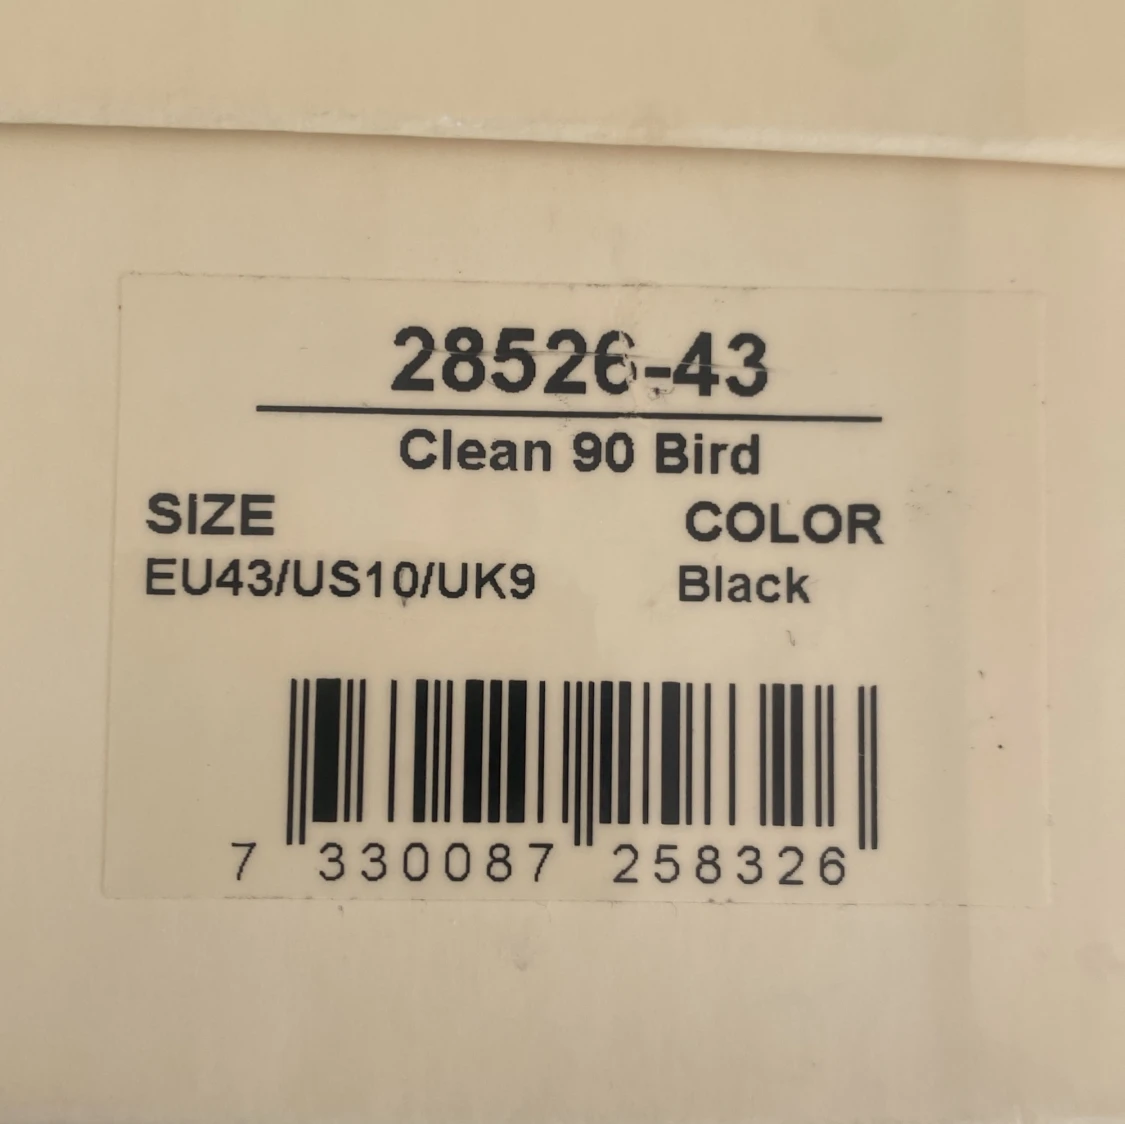 28526-43
Clean 90 Bird
SIZE COLOR
EU43/US10/UK9 Black
7 330087 258326